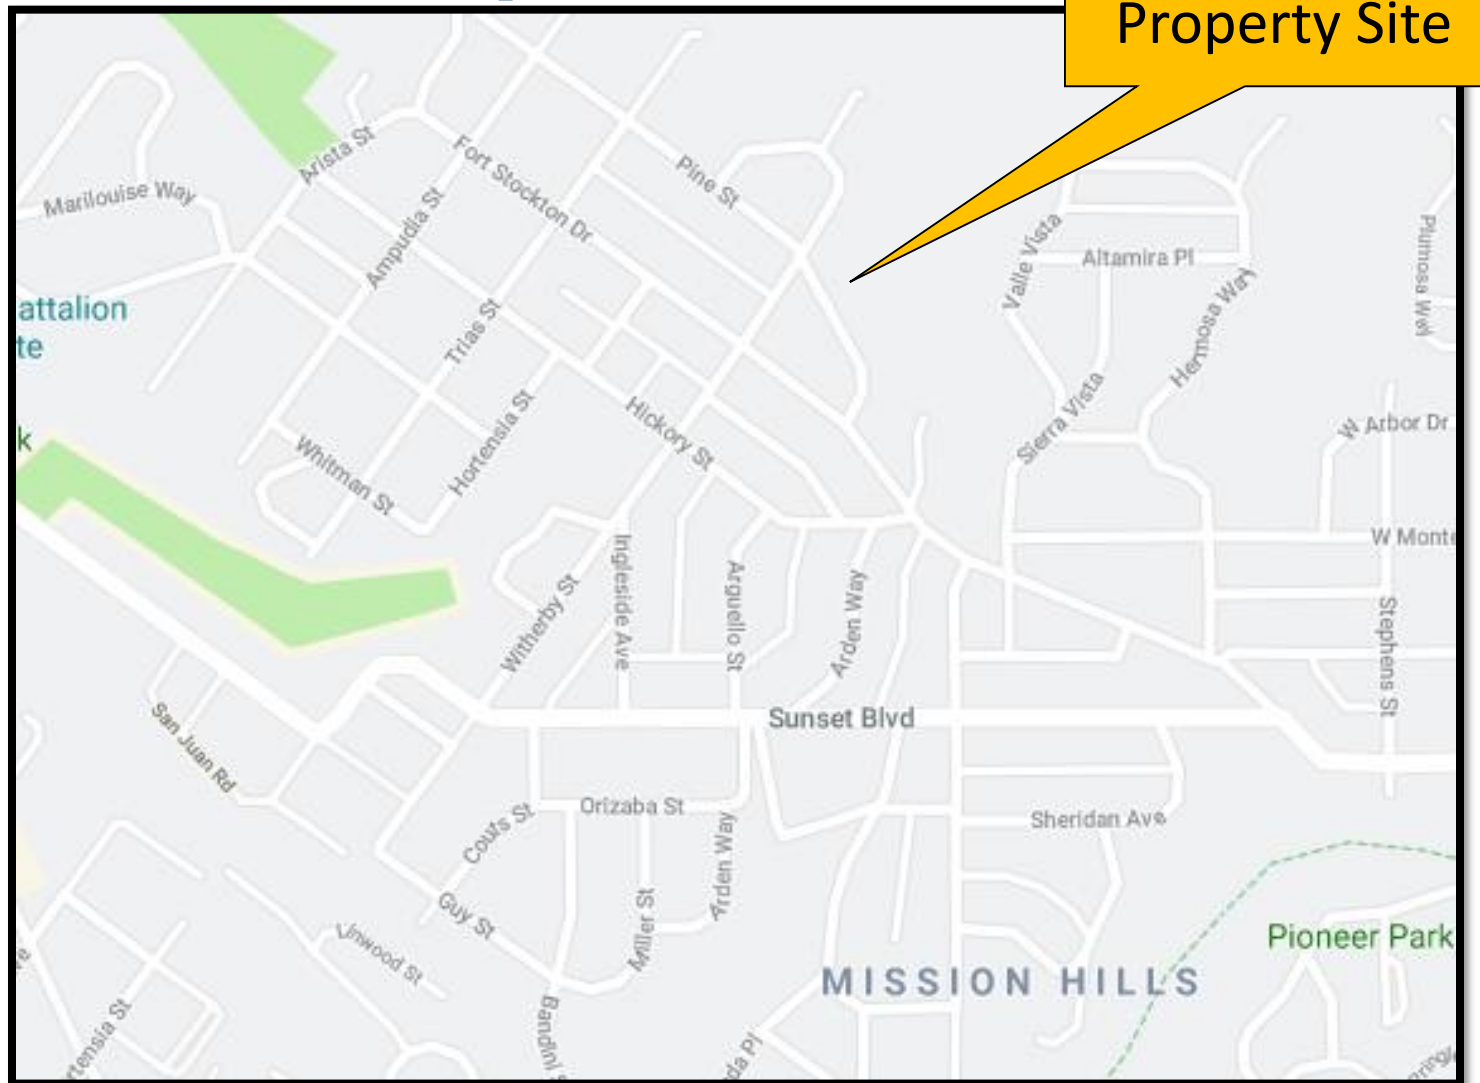 Property Site
Arista St
Fort Stockton Dr
Pine St
Marilouise Way
Ampudia St
Valle Vista
Altamira Pl
Plumosa Way
attalion
te
Trias St
Hermosa Way
Hickory St
Hortensia St
Sierra Vista
W Arbor Dr
k
Whitman St
W Monte
Ingleside Ave
Arguello St
Arden Way
Witherby St
Stephens St
San Juan Rd
Sunset Blvd
Couts St
Orizaba St
Arden Way
Sheridan Ave
Guy St
Miller St
Linwood St
Pioneer Park
MISSION HILLS
Bandini
rtensia St
da Pl